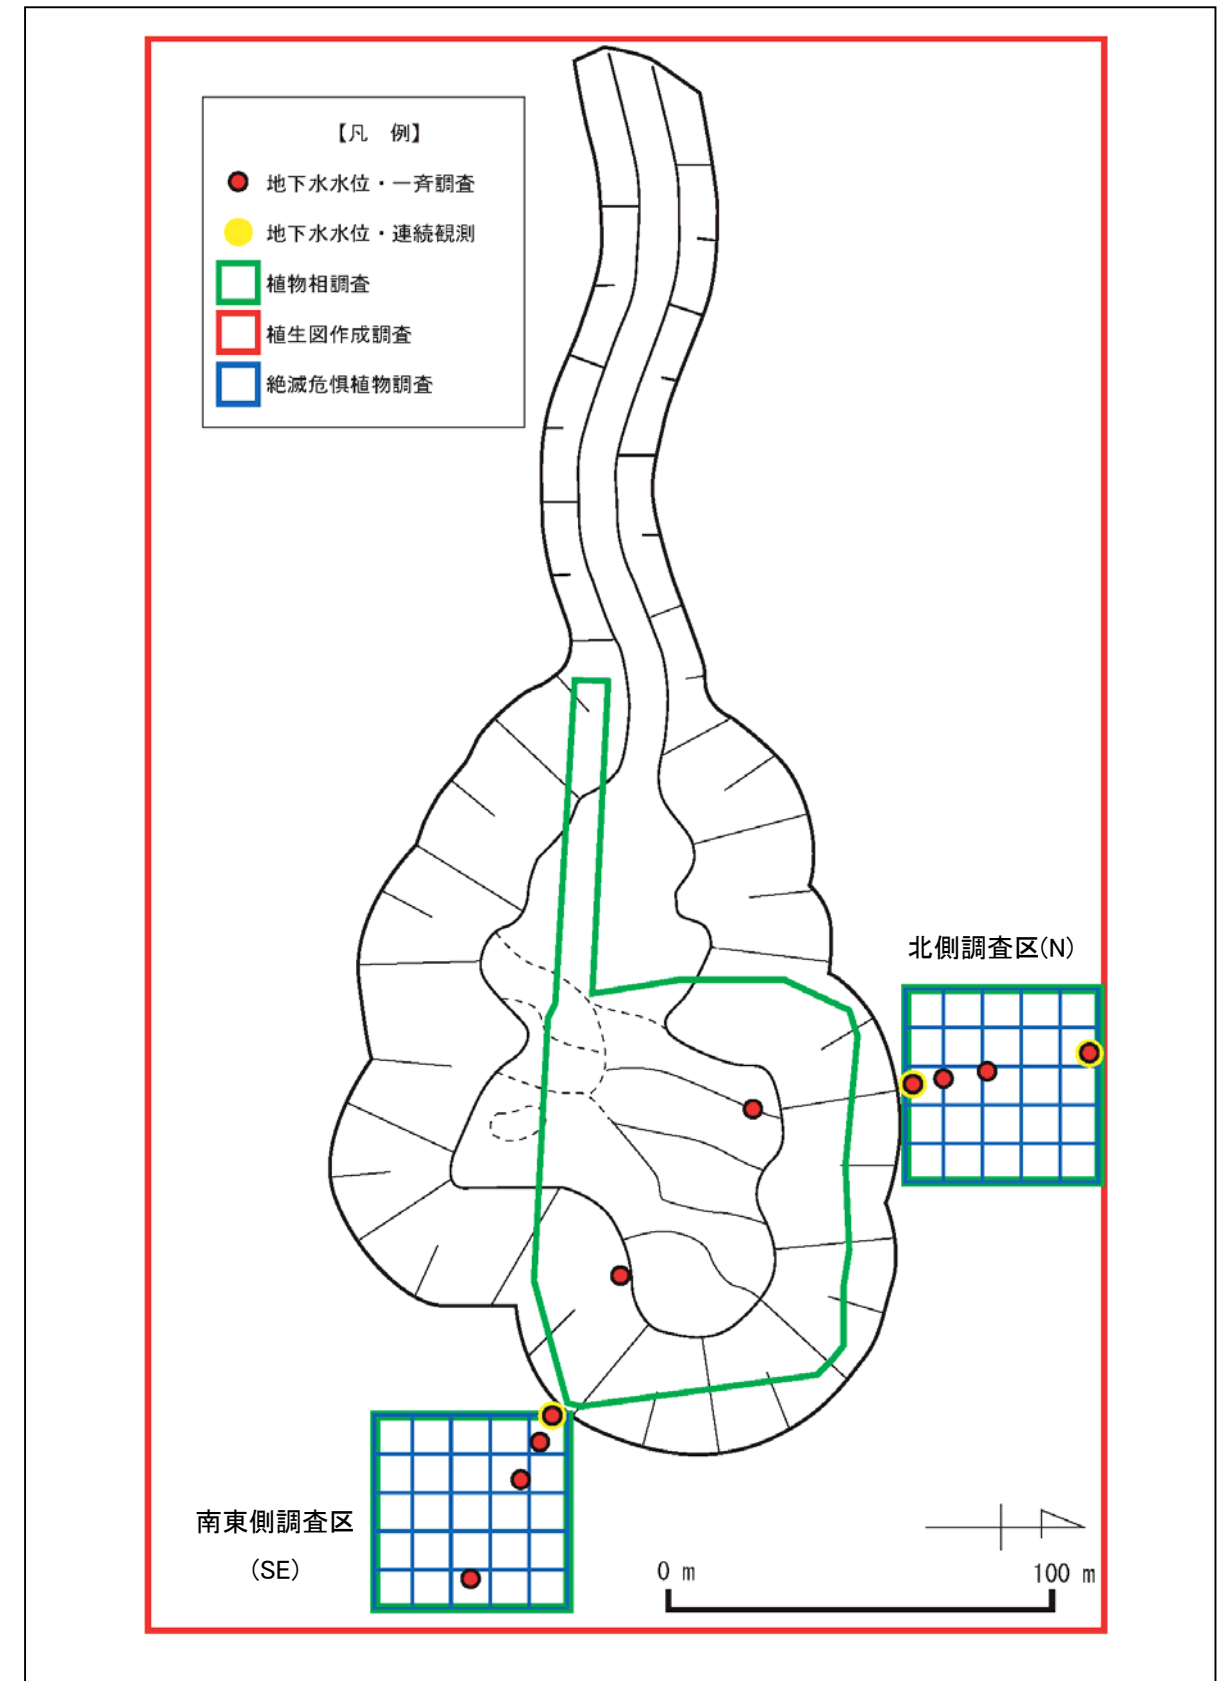 【凡　例】
地下水水位・一斉調査
地下水水位・連続観測
植物相調査
植生図作成調査
絶滅危惧植物調査
北側調査区(N)
南東側調査区
(SE)
0 m
100 m